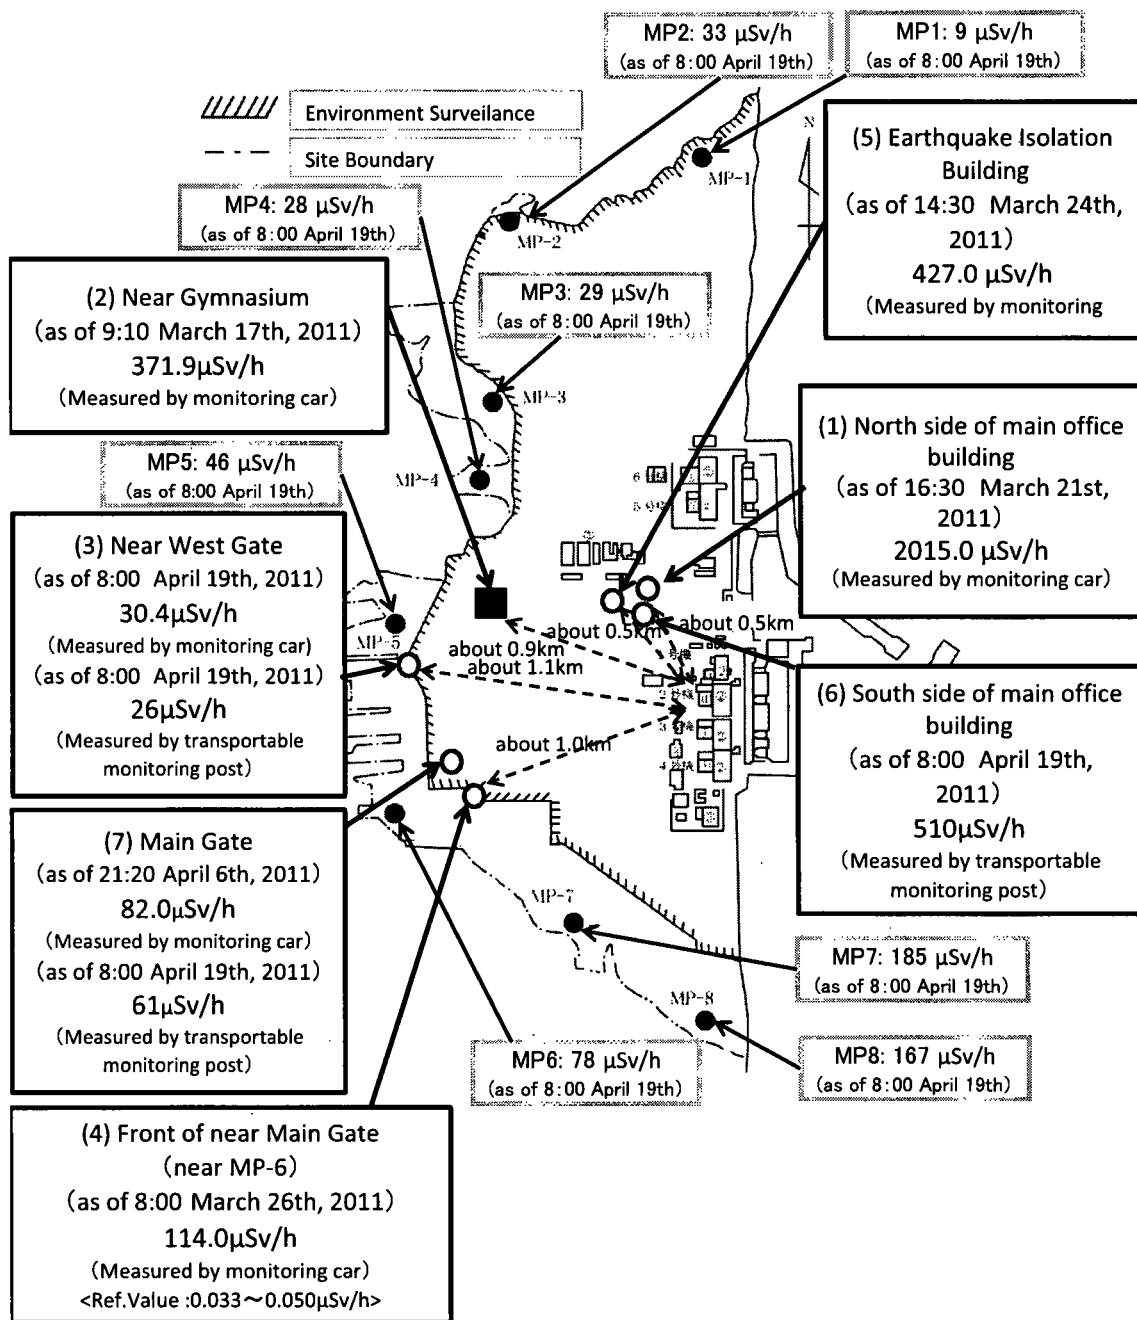 MP2: 33 μSv/h
(as of 8:00 April 19th)
MP1: 9 μSv/h
(as of 8:00 April 19th)
Environment Surveilance
Site Boundary
(5) Earthquake Isolation
Building
(as of 14:30 March 24th,
2011)
427.0 μSv/h
(Measured by monitoring
N
MP-1
MP4: 28 μSv/h
(as of 8:00 April 19th)
MP-2
(2) Near Gymnasium
(as of 9:10 March 17th, 2011)
371.9μSv/h
(Measured by monitoring car)
MP3: 29 μSv/h
(as of 8:00 April 19th)
MP-3
(1) North side of main office
building
(as of 16:30 March 21st,
2011)
2015.0 μSv/h
(Measured by monitoring car)
MP5: 46 μSv/h
(as of 8:00 April 19th)
MP-4
(3) Near West Gate
(as of 8:00 April 19th, 2011)
30.4μSv/h
(Measured by monitoring car)
(as of 8:00 April 19th, 2011)
26μSv/h
(Measured by transportable
monitoring post)
MP-5
about 0.5km
about 0.5km
about 0.9km
about 1.1km
about 1.0km
(6) South side of main office
building
(as of 8:00 April 19th,
2011)
510μSv/h
(Measured by transportable
monitoring post)
(7) Main Gate
(as of 21:20 April 6th, 2011)
82.0μSv/h
(Measured by monitoring car)
(as of 8:00 April 19th, 2011)
61μSv/h
(Measured by transportable
monitoring post)
MP-7
MP7: 185 μSv/h
(as of 8:00 April 19th)
MP-8
MP6: 78 μSv/h
(as of 8:00 April 19th)
MP8: 167 μSv/h
(as of 8:00 April 19th)
(4) Front of near Main Gate
(near MP-6)
(as of 8:00 March 26th, 2011)
114.0μSv/h
(Measured by monitoring car)
<Ref.Value :0.033～0.050μSv/h>